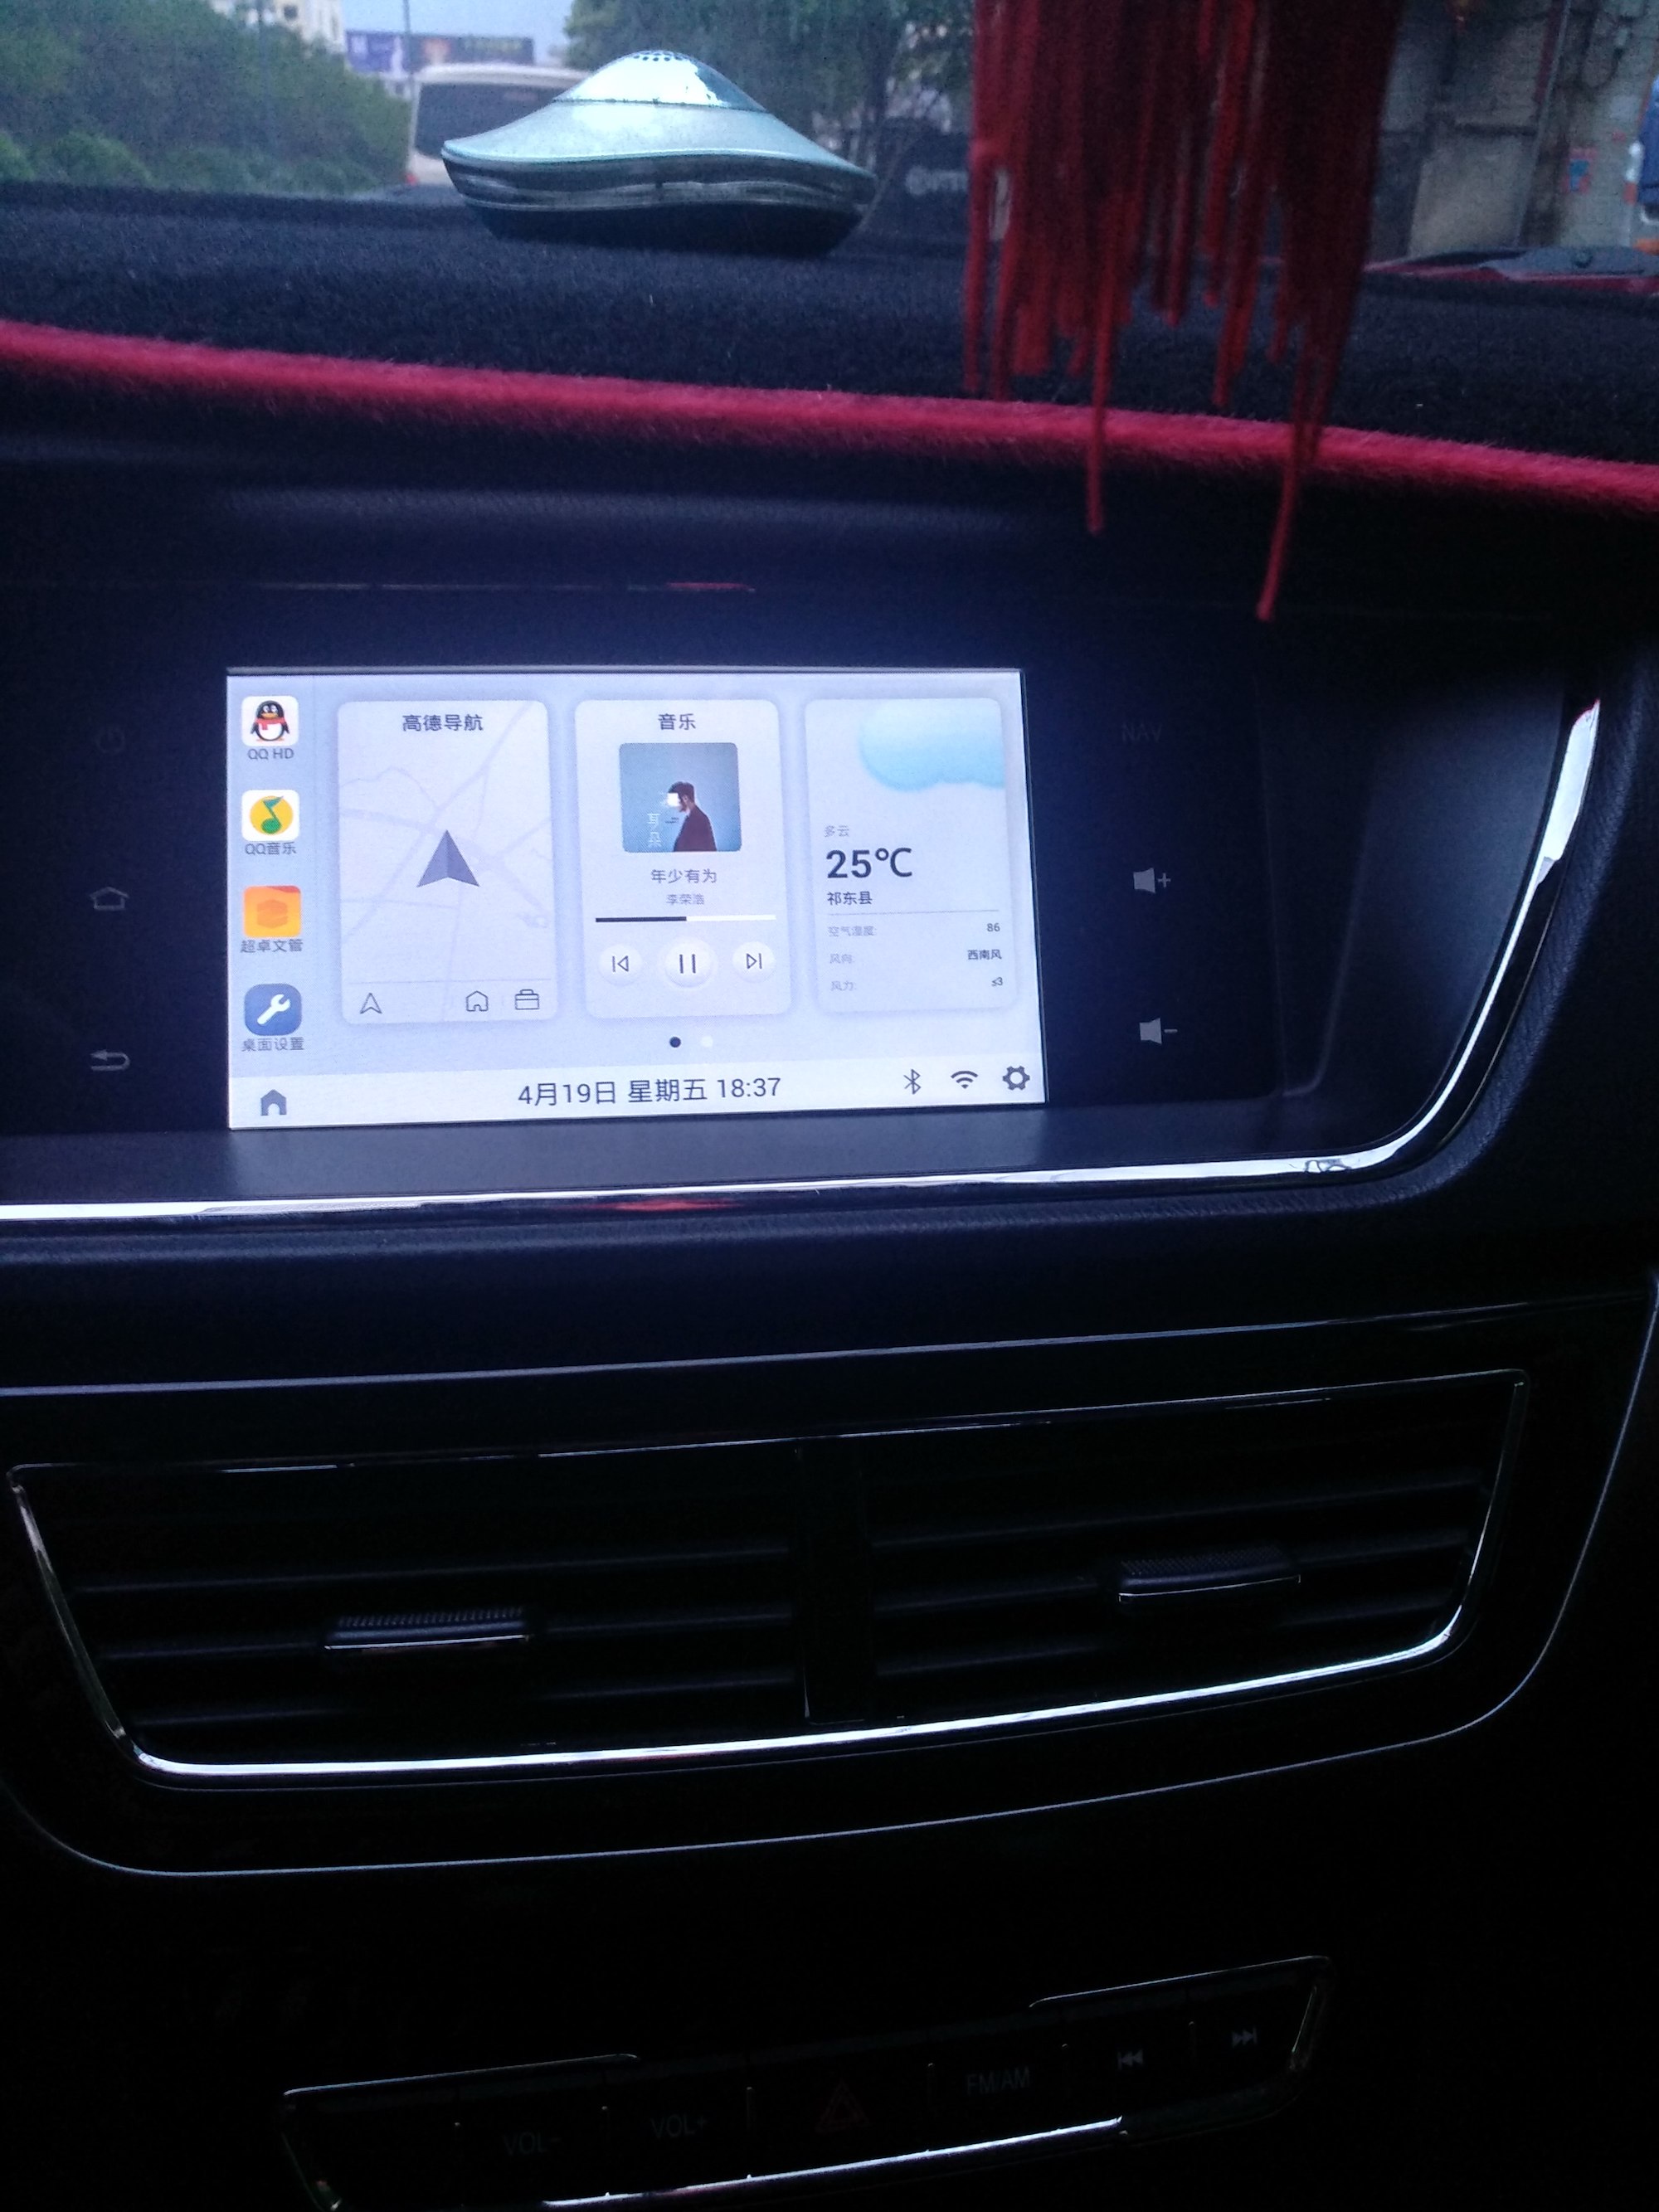 NAV
QQ HD
QQ音乐
超卓文管
桌面设置
高德导航
音乐
耳朵
年少有为
李荣浩
多云
25℃
祁东县
空气湿度: 86
风向: 西南风
风力: ≤3
4月19日 星期五 18:37
VOL-
VOL+
FM/AM